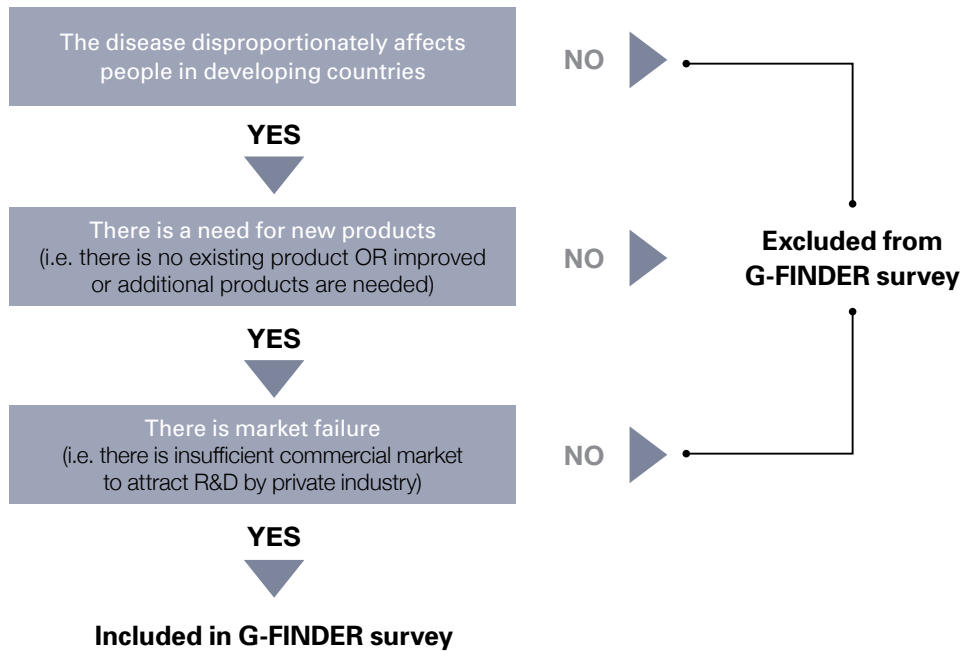 The disease disproportionately affects
people in developing countries
NO
YES
There is a need for new products
(i.e. there is no existing product OR improved
or additional products are needed)
NO
Excluded from
G-FINDER survey
YES
There is market failure
(i.e. there is insufficient commercial market
to attract R&D by private industry)
NO
YES
Included in G-FINDER survey